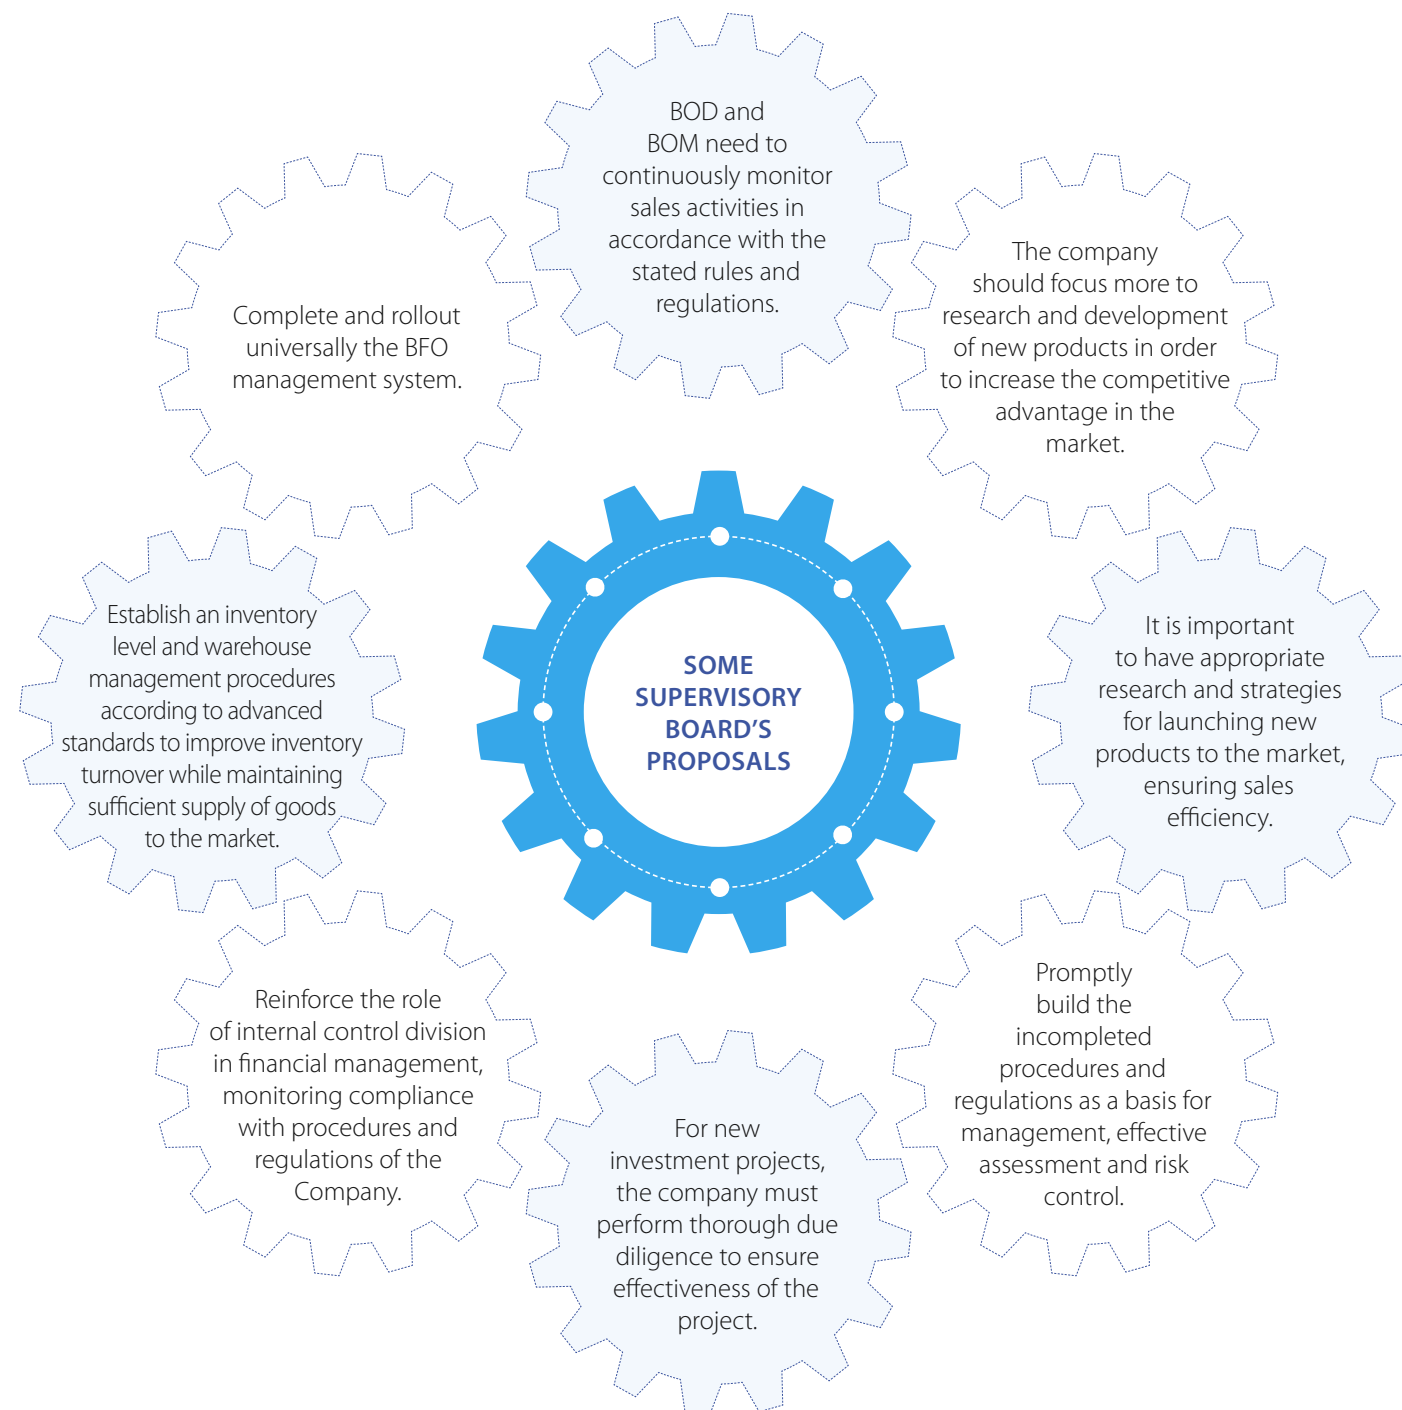 BOD and
BOM need to
continuously monitor
sales activities in
accordance with the
stated rules and
regulations.
The company
should focus more to
research and development
of new products in order
to increase the competitive
advantage in the
market.
It is important
to have appropriate
research and strategies
for launching new
products to the market,
ensuring sales
efficiency.
Promptly
build the
incompleted
procedures and
regulations as a basis for
management, effective
assessment and risk
control.
For new
investment projects,
the company must
perform thorough due
diligence to ensure
effectiveness of the
project.
Reinforce the role
of internal control division
in financial management,
monitoring compliance
with procedures and
regulations of the
Company.
Establish an inventory
level and warehouse
management procedures
according to advanced
standards to improve inventory
turnover while maintaining
sufficient supply of goods
to the market.
Complete and rollout
universally the BFO
management system.
SOME
SUPERVISORY
BOARD'S
PROPOSALS